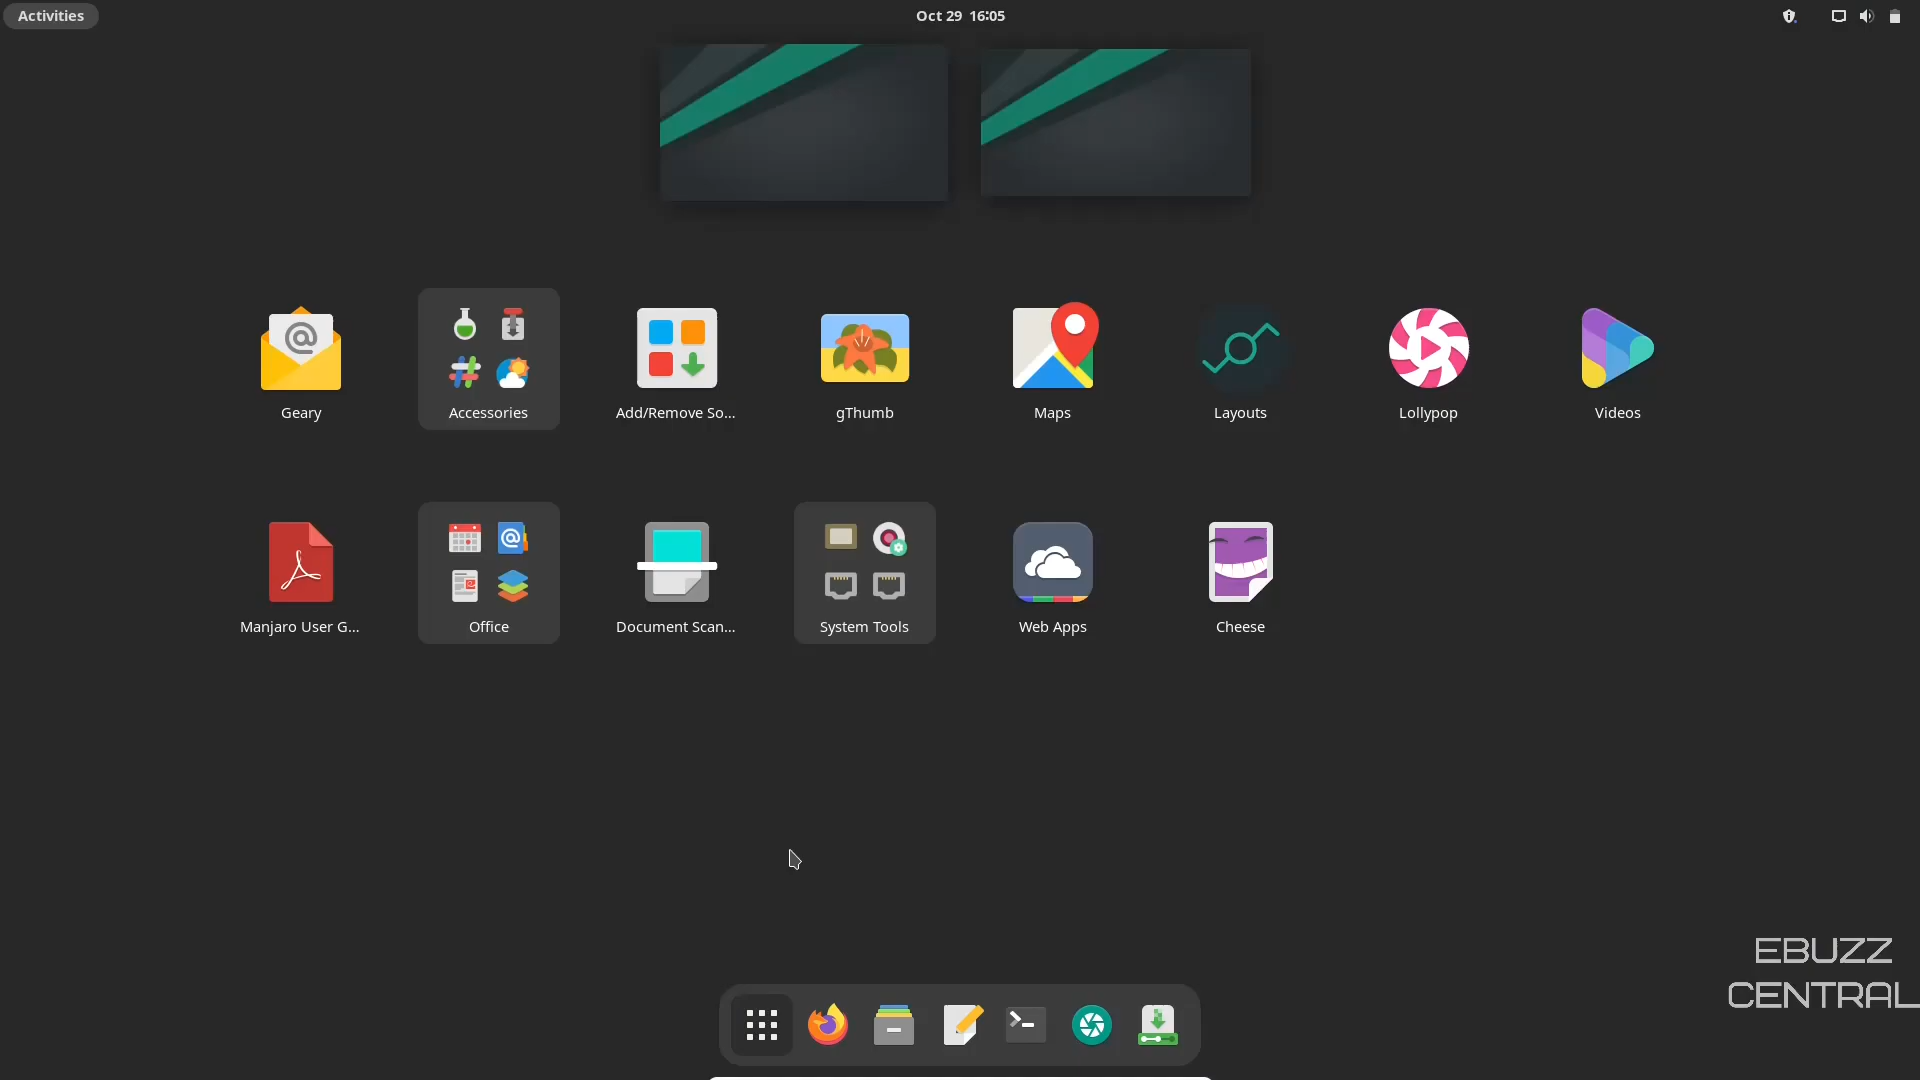 Activities
Oct 29 16:05
Geary
Accessories
Add/Remove So...
gThumb
Maps
Layouts
Lollypop
Videos
Manjaro User G...
Office
Document Scan...
System Tools
Web Apps
Cheese
EBUZZ
CENTRAL